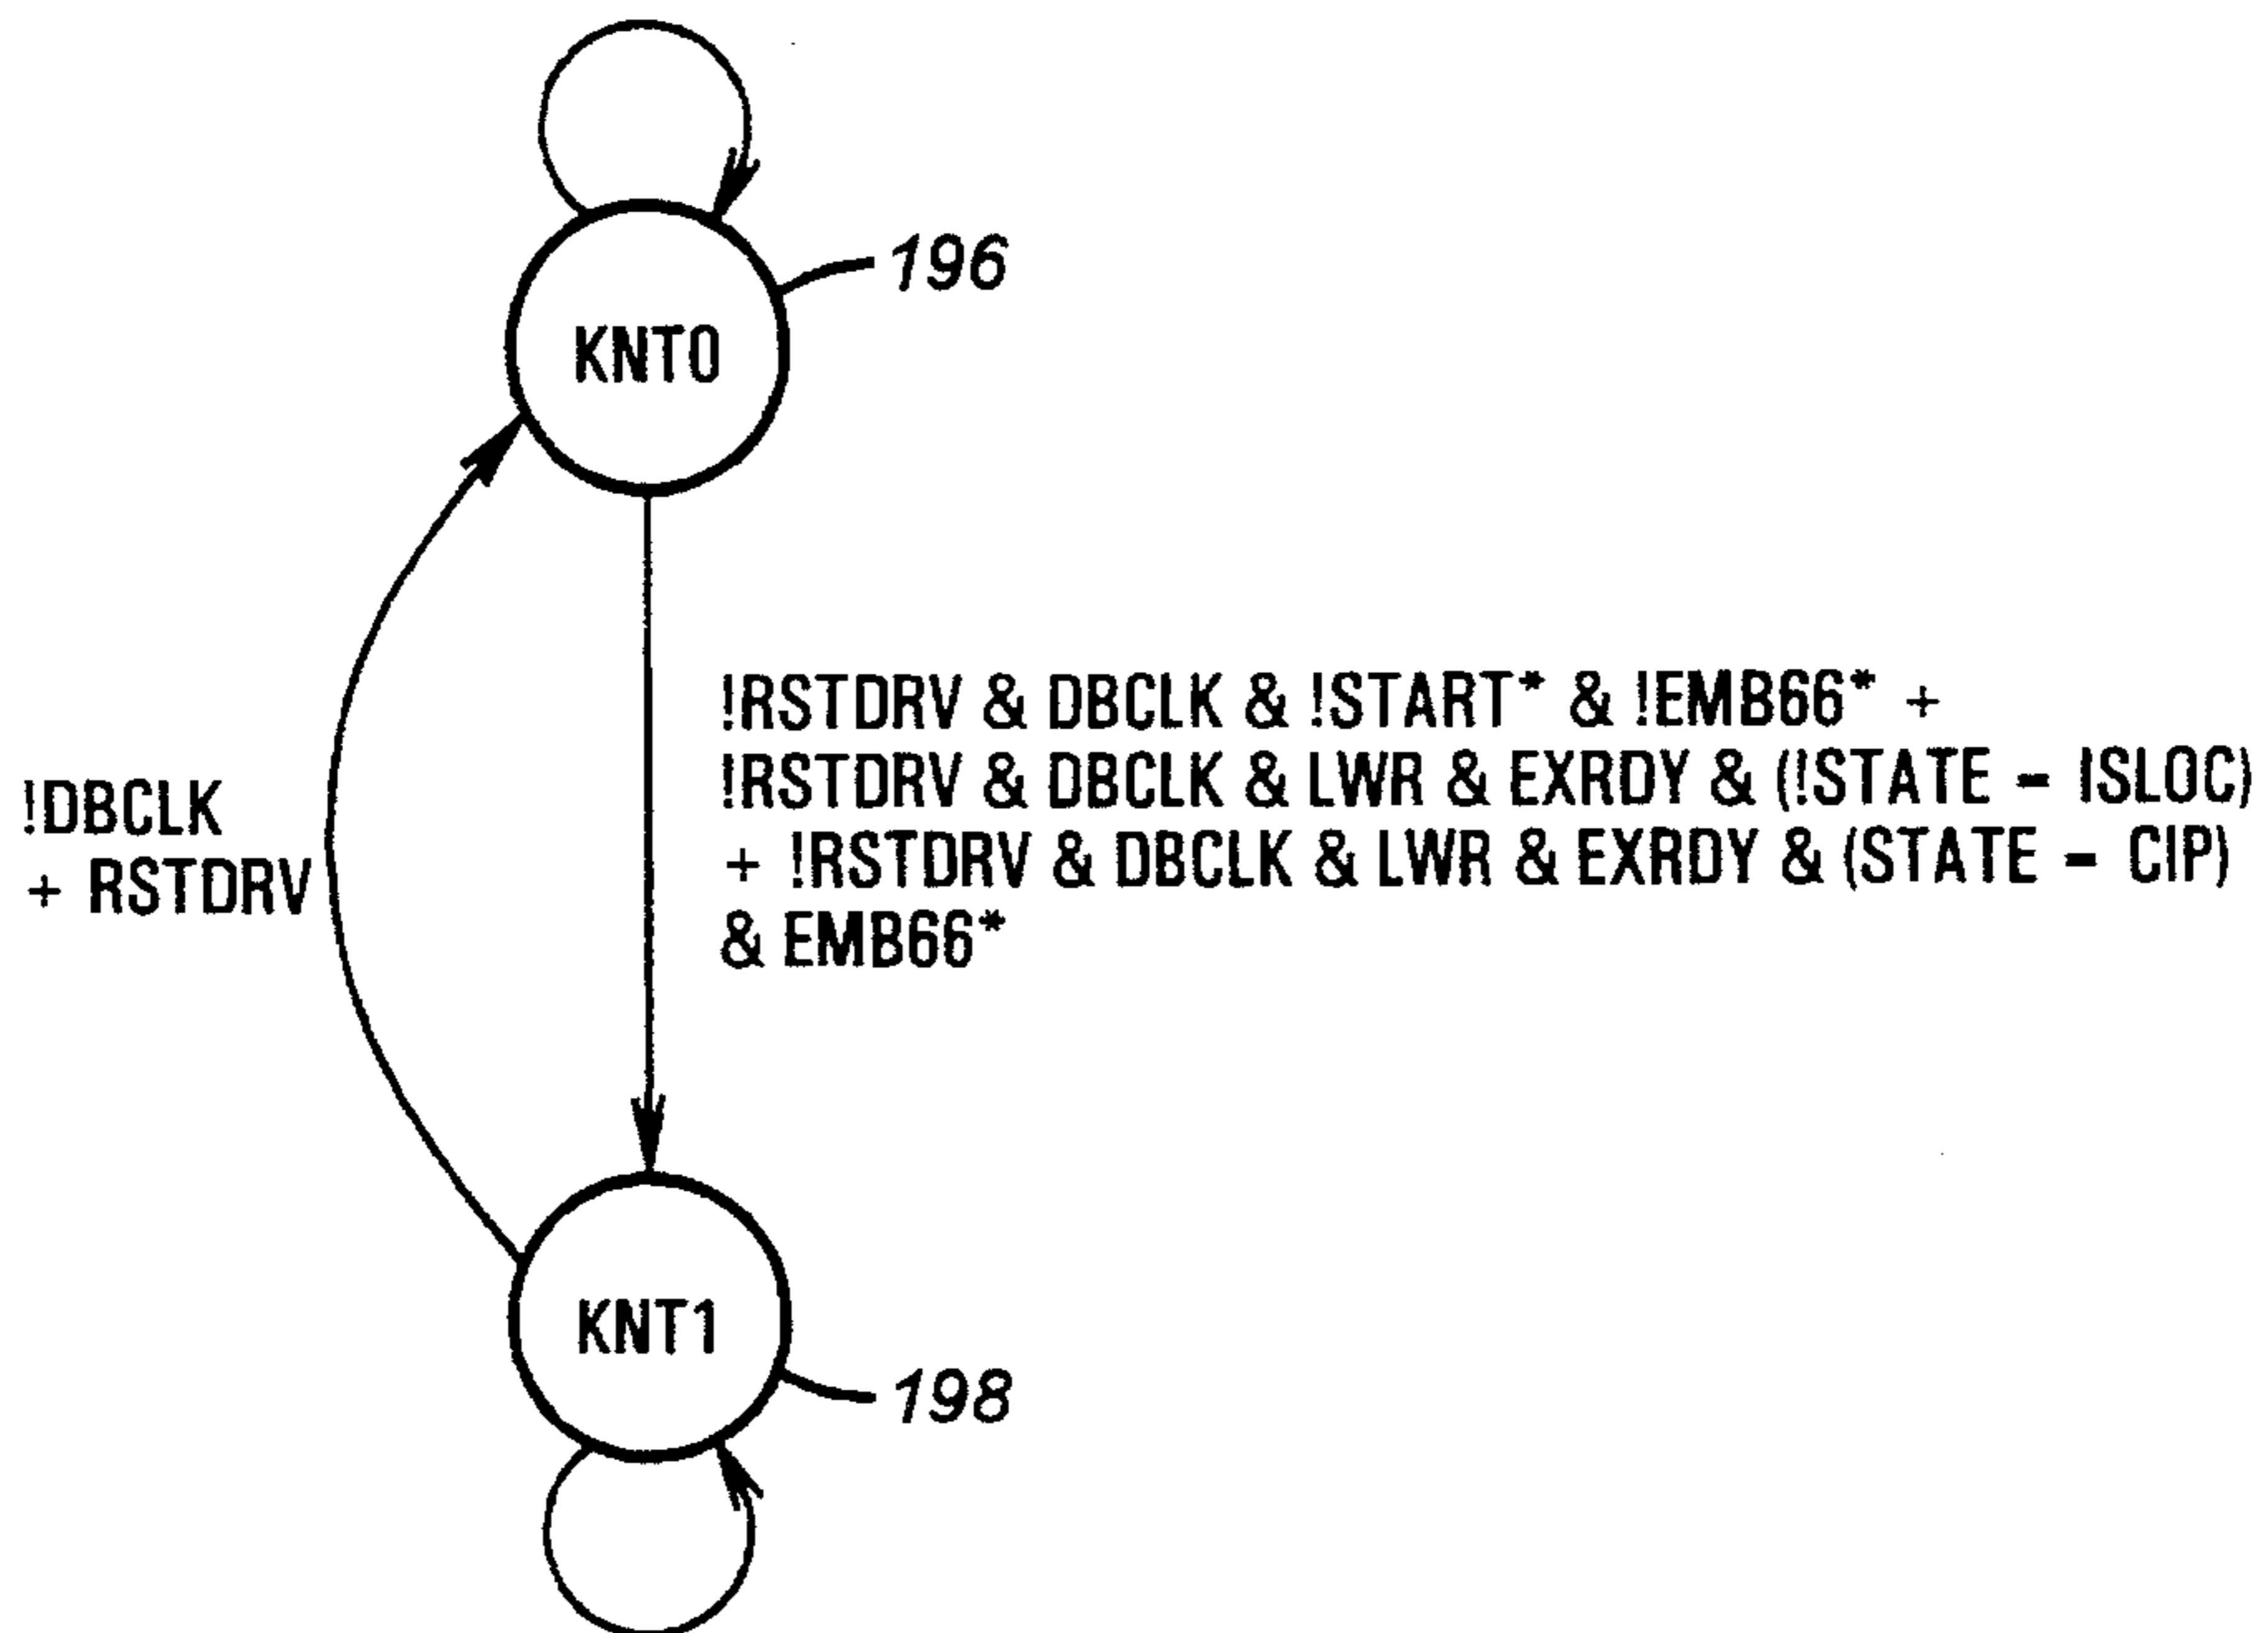 196
KNT0
!RSTDRV & DBCLK & !START* & !EMB66* +
!RSTDRV & DBCLK & LWR & EXRDY & (!STATE – ISLOC)
+ !RSTDRV & DBCLK & LWR & EXRDY & (STATE – CIP)
& EMB66*
!DBCLK
+ RSTDRV
KNT1
198